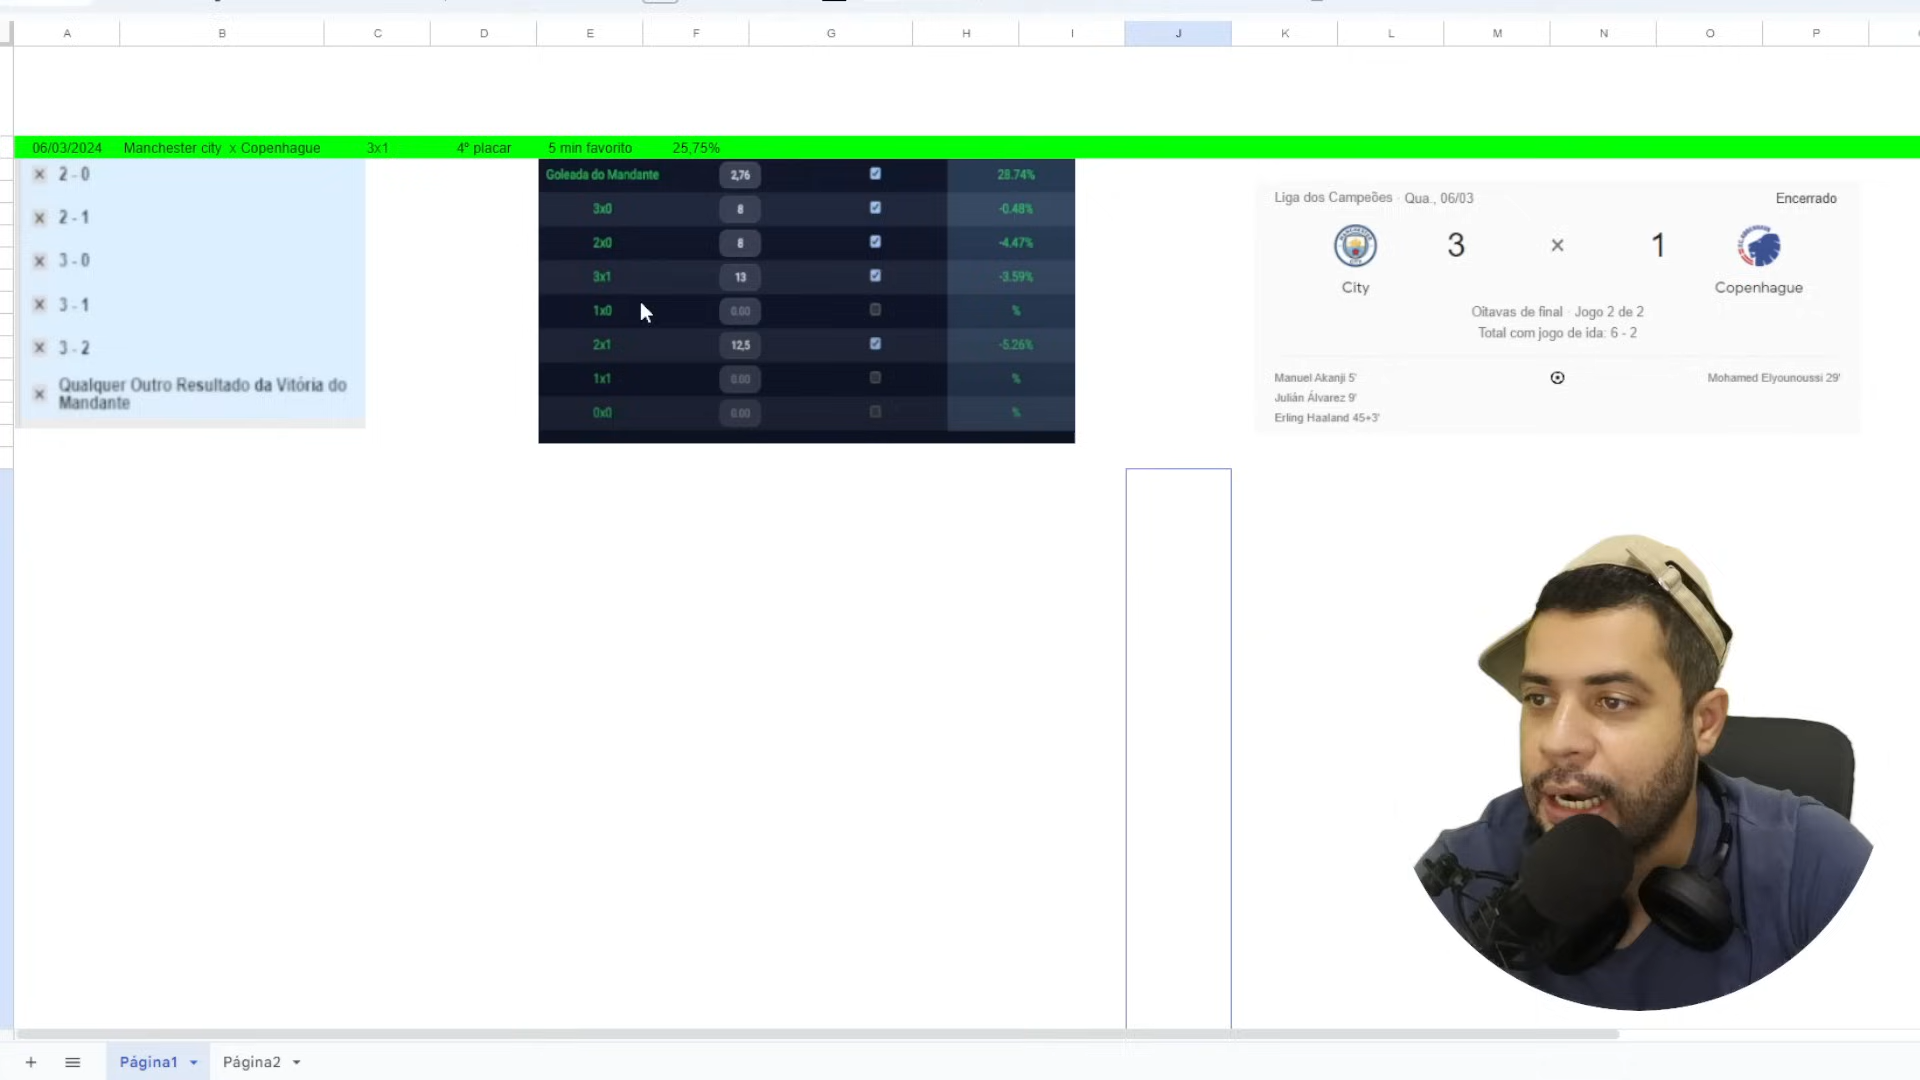 A B C D E F G H I J K L M N O P
06/03/2024 Manchester city x Copenhague 3x1 4º placar 5 min favorito 25,75%
2 - 0
2 - 1
3 - 0
3 - 1
3 - 2
Qualquer Outro Resultado da Vitória do
Mandante
Goleada do Mandante 2,76 28.74%
3x0 8 -0.48%
2x0 8 -4.47%
3x1 13 -3.59%
1x0 0.00 %
2x1 12,5 -5.26%
1x1 0.00 %
0x0 0.00 %
Liga dos Campeões · Qua., 06/03 Encerrado
3 × 1
City Copenhague
Oitavas de final · Jogo 2 de 2
Total com jogo de ida: 6 - 2
Manuel Akanji 5' Mohamed Elyounoussi 29'
Julián Álvarez 9'
Erling Haaland 45+3'
+ Página1 Página2